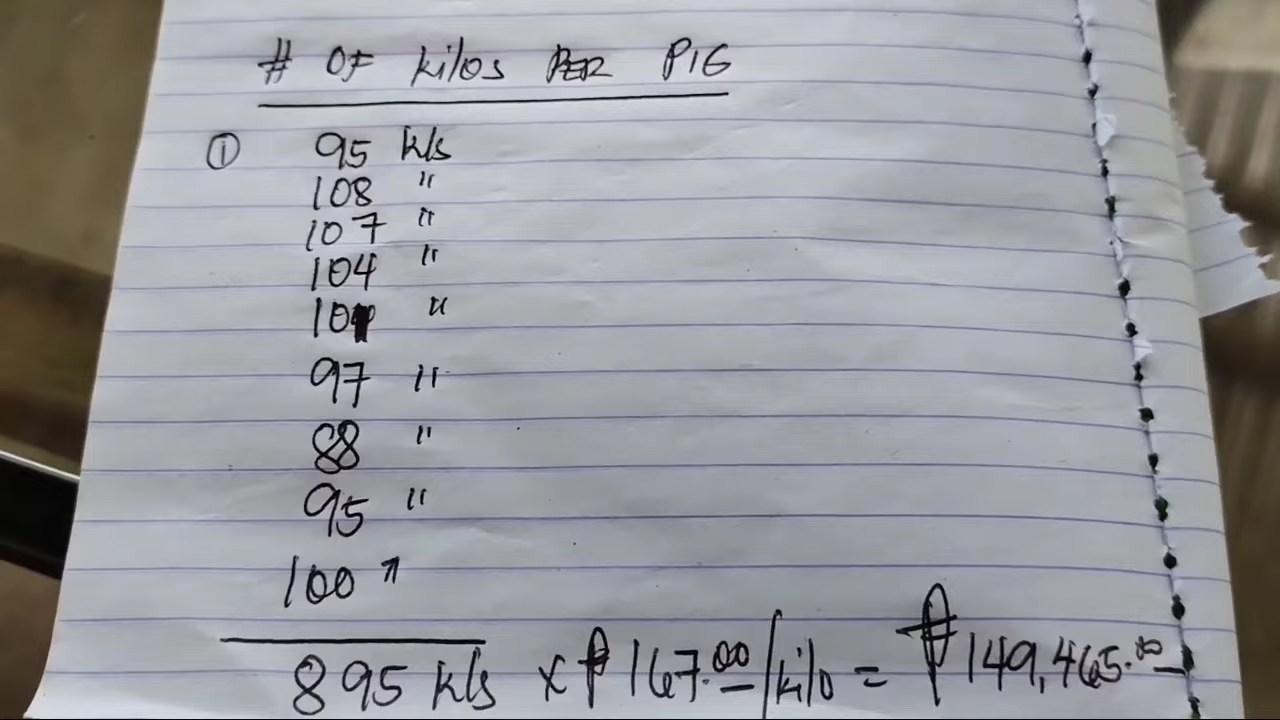 # OF kilos PER PIG
① 95 kls
108 "
107 "
104 "
101 "
97 "
88 "
95 "
100 "
895 kls x ₱167.00/kilo = ₱149,465.00